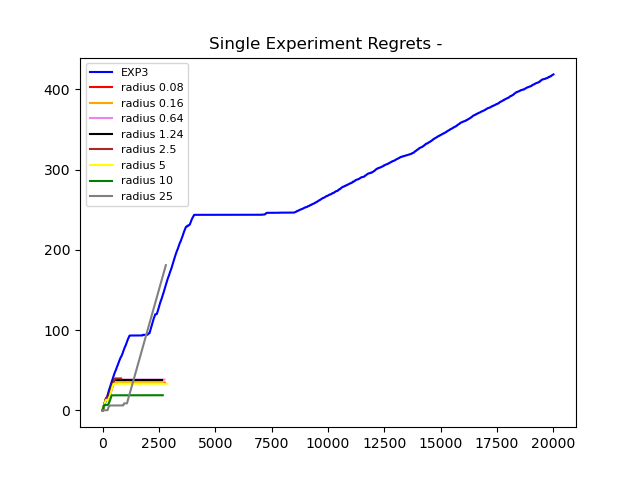 Single Experiment Regrets -
EXP3
radius 0.08
radius 0.16
radius 0.64
radius 1.24
radius 2.5
radius 5
radius 10
radius 25
400
300
200
100
0
0 2500 5000 7500 10000 12500 15000 17500 20000